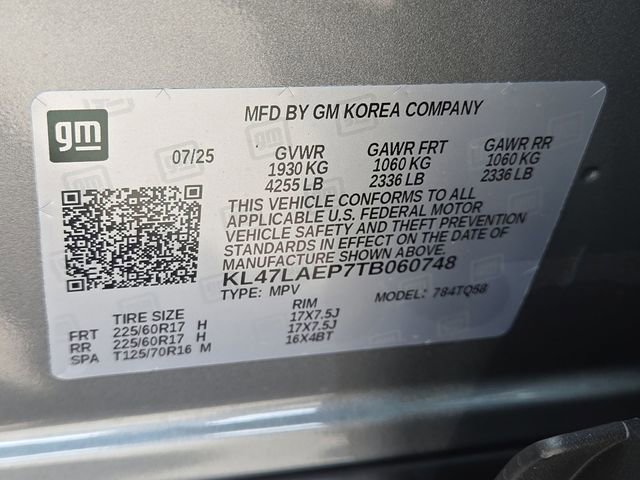 MFD BY GM KOREA COMPANY
gm
07/25 GVWR GAWR FRT GAWR RR
1930 KG 1060 KG 1060 KG
4255 LB 2336 LB 2336 LB
THIS VEHICLE CONFORMS TO ALL
APPLICABLE U.S. FEDERAL MOTOR
VEHICLE SAFETY AND THEFT PREVENTION
STANDARDS IN EFFECT ON THE DATE OF
MANUFACTURE SHOWN ABOVE.
KL47LAEP7TB060748
TYPE: MPV MODEL: 784TQ58
TIRE SIZE RIM
FRT 225/60R17 H 17X7.5J
RR 225/60R17 H 17X7.5J
SPA T125/70R16 M 16X4BT